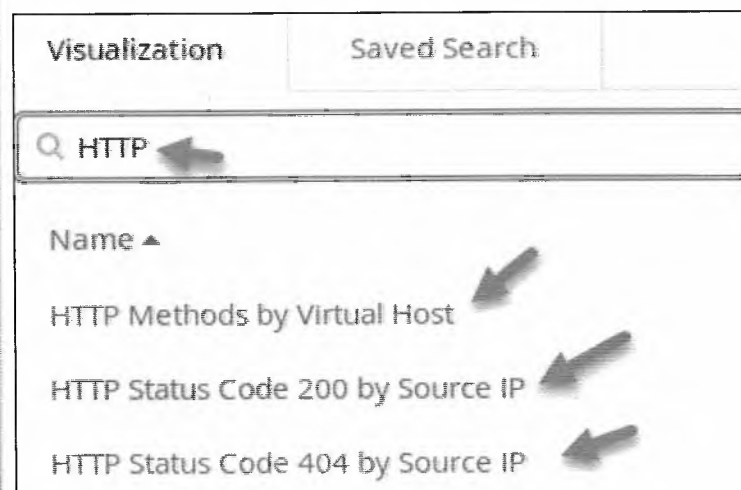 Visualization Saved Search
HTTP
Name
HTTP Methods by Virtual Host
HTTP Status Code 200 by Source IP
HTTP Status Code 404 by Source IP